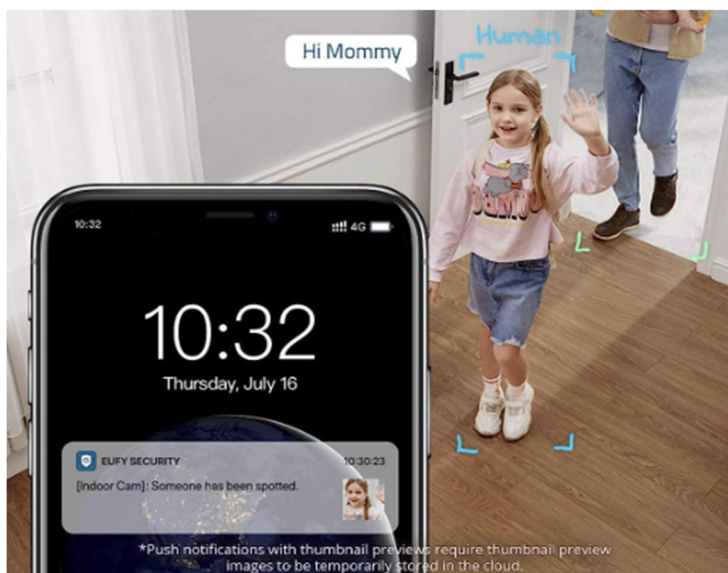 Human
Hi Mommy
10:32
4G
10:32
Thursday, July 16
EUFY SECURITY 10:30:23
[Indoor Cam]: Someone has been spotted.
*Push notifications with thumbnail previews require thumbnail preview
images to be temporarily stored in the cloud.